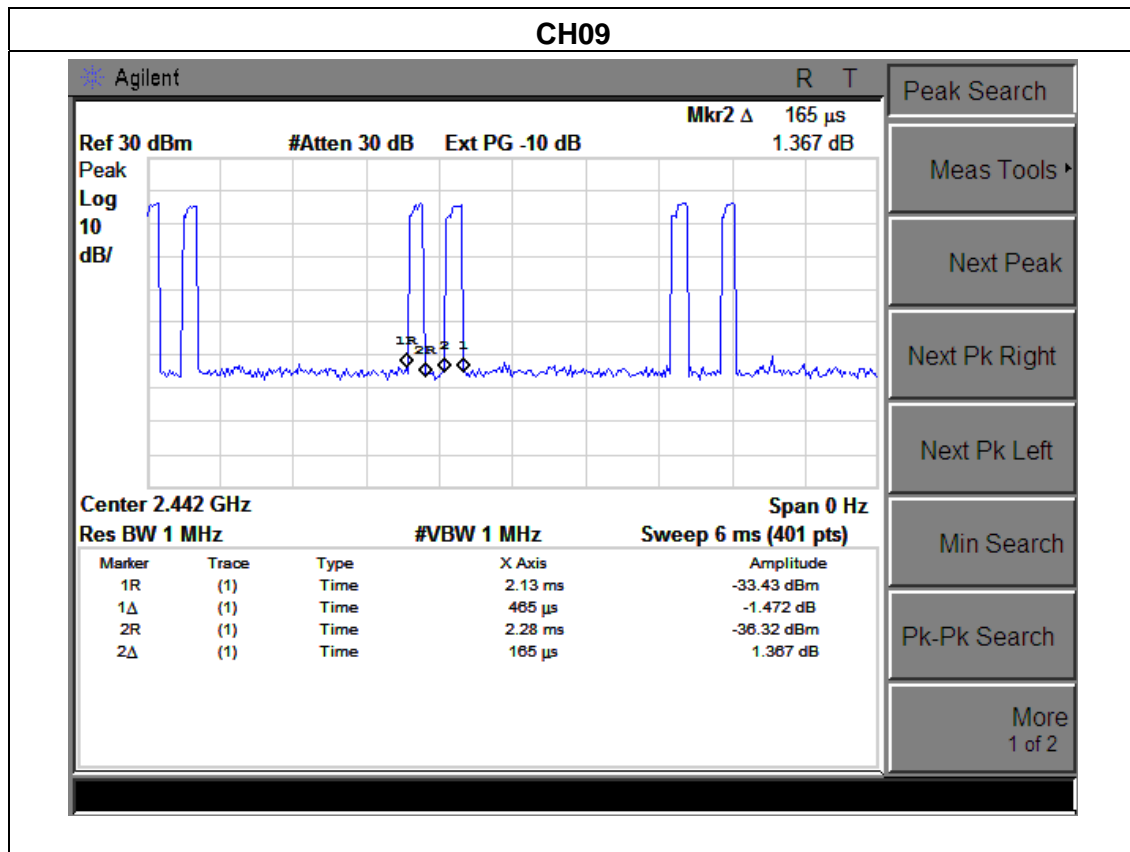 CH09
Agilent R T
Peak Search
Mkr2 Δ 165 µs
Ref 30 dBm #Atten 30 dB Ext PG -10 dB 1.367 dB
Peak
Log
10
dB/
1R 2R 2 1
Center 2.442 GHz Span 0 Hz
Res BW 1 MHz #VBW 1 MHz Sweep 6 ms (401 pts)
Marker Trace Type X Axis Amplitude
1R (1) Time 2.13 ms -33.43 dBm
1Δ (1) Time 465 µs -1.472 dB
2R (1) Time 2.28 ms -36.32 dBm
2Δ (1) Time 165 µs 1.367 dB
Meas Tools
Next Peak
Next Pk Right
Next Pk Left
Min Search
Pk-Pk Search
More
1 of 2